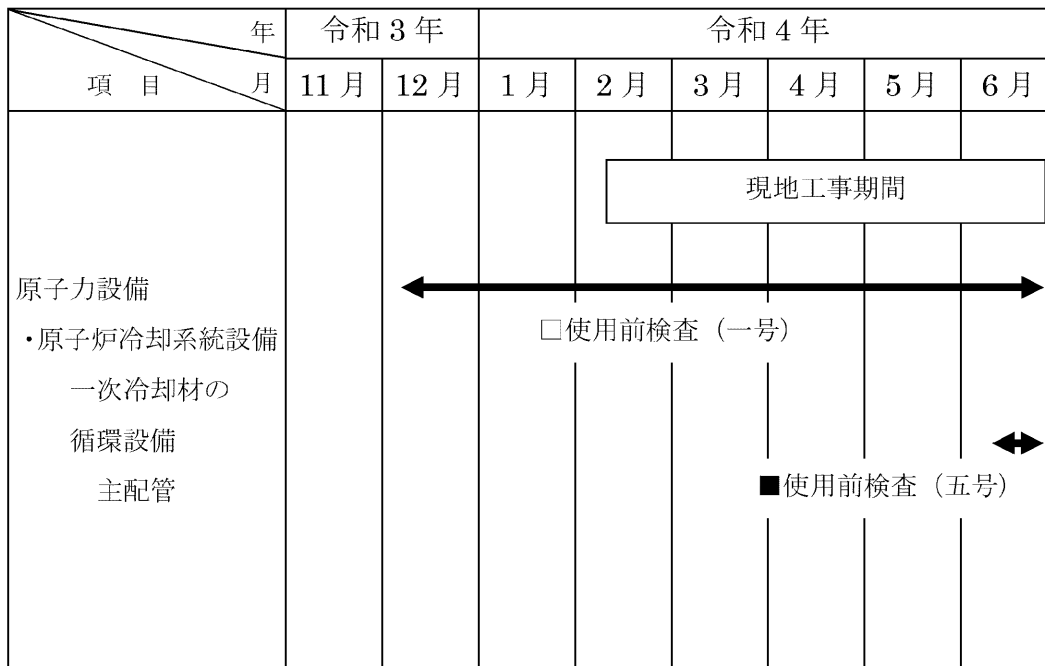 年
令和3年
令和4年
項目
月
11月
12月
1月
2月
3月
4月
5月
6月
現地工事期間
原子力設備
□使用前検査（一号）
・原子炉冷却系統設備
一次冷却材の
循環設備
主配管
■使用前検査（五号）